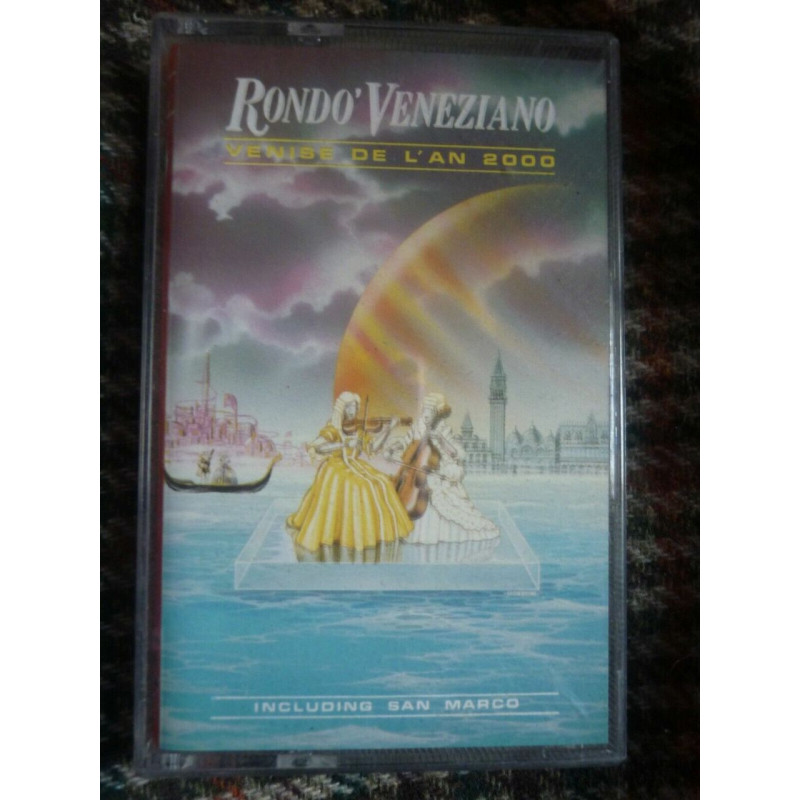 RONDO' VENEZIANO
VENISE DE L'AN 2000
INCLUDING SAN MARCO